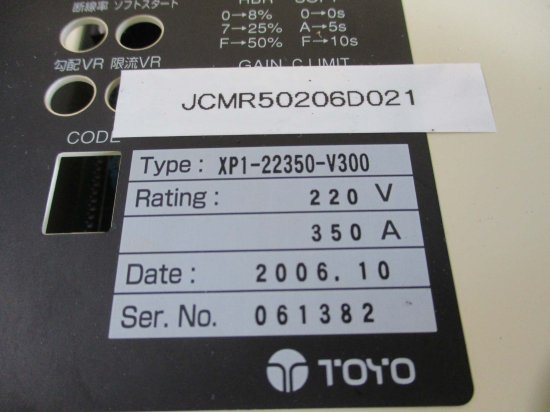 断線率 ソフトスタート
0→8% 0→0s
7→25% A→5s
F→50% F→10s
勾配VR 限流VR
GAIN C.LIMIT
JCMR50206D021
CODE
Type : XP1-22350-V300
Rating : 220 V
350 A
Date : 2006.10
Ser. No. 061382
TOYO